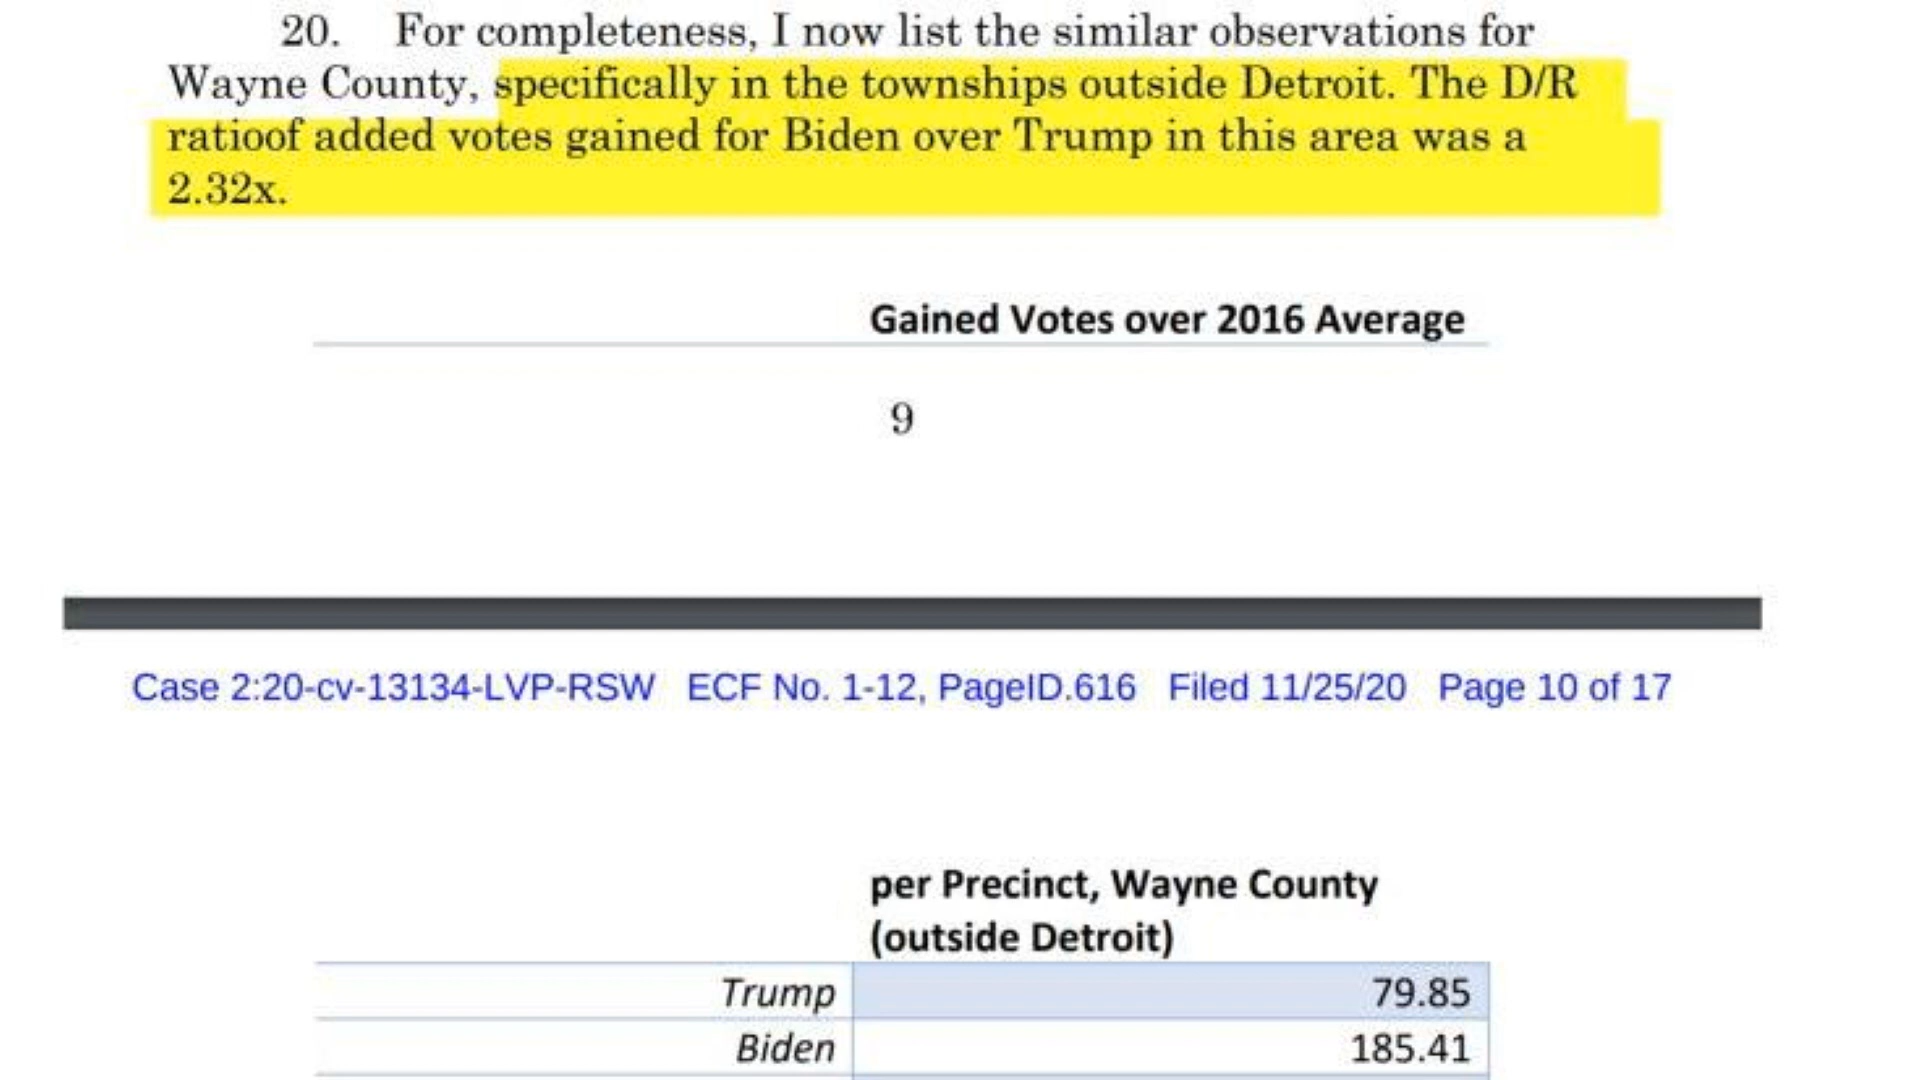 20. For completeness, I now list the similar observations for
Wayne County, specifically in the townships outside Detroit. The D/R
ratioof added votes gained for Biden over Trump in this area was a
2.32x.
Gained Votes over 2016 Average
9
Case 2:20-cv-13134-LVP-RSW ECF No. 1-12, PageID.616 Filed 11/25/20 Page 10 of 17
per Precinct, Wayne County
(outside Detroit)
Trump 79.85
Biden 185.41